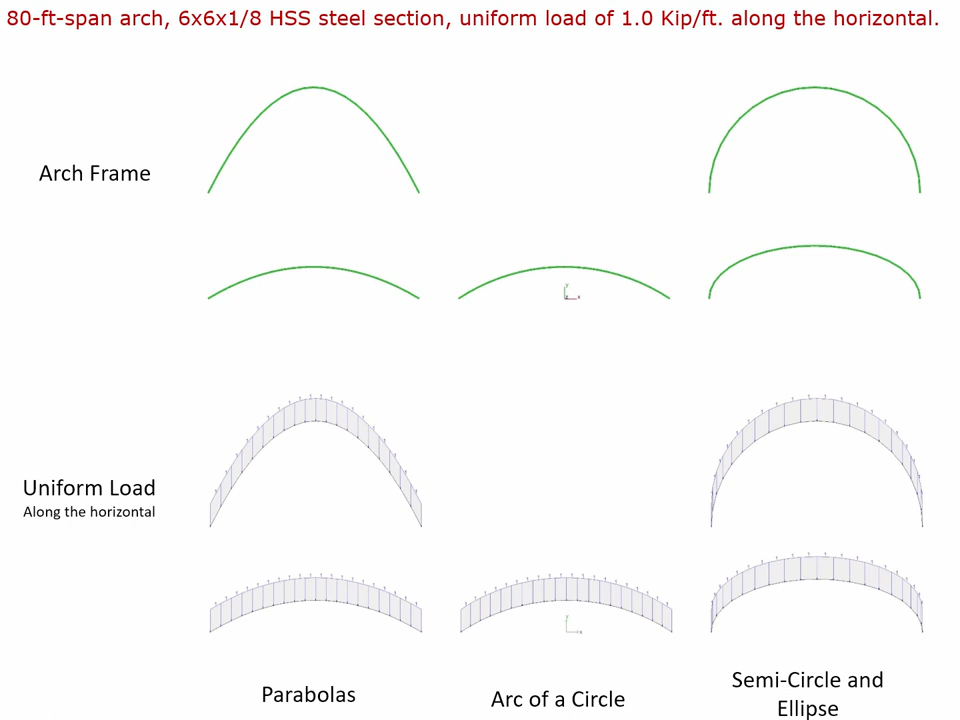 80-ft-span arch, 6x6x1/8 HSS steel section, uniform load of 1.0 Kip/ft. along the horizontal.
Arch Frame
Uniform Load
Along the horizontal
Parabolas
Arc of a Circle
Semi-Circle and
Ellipse